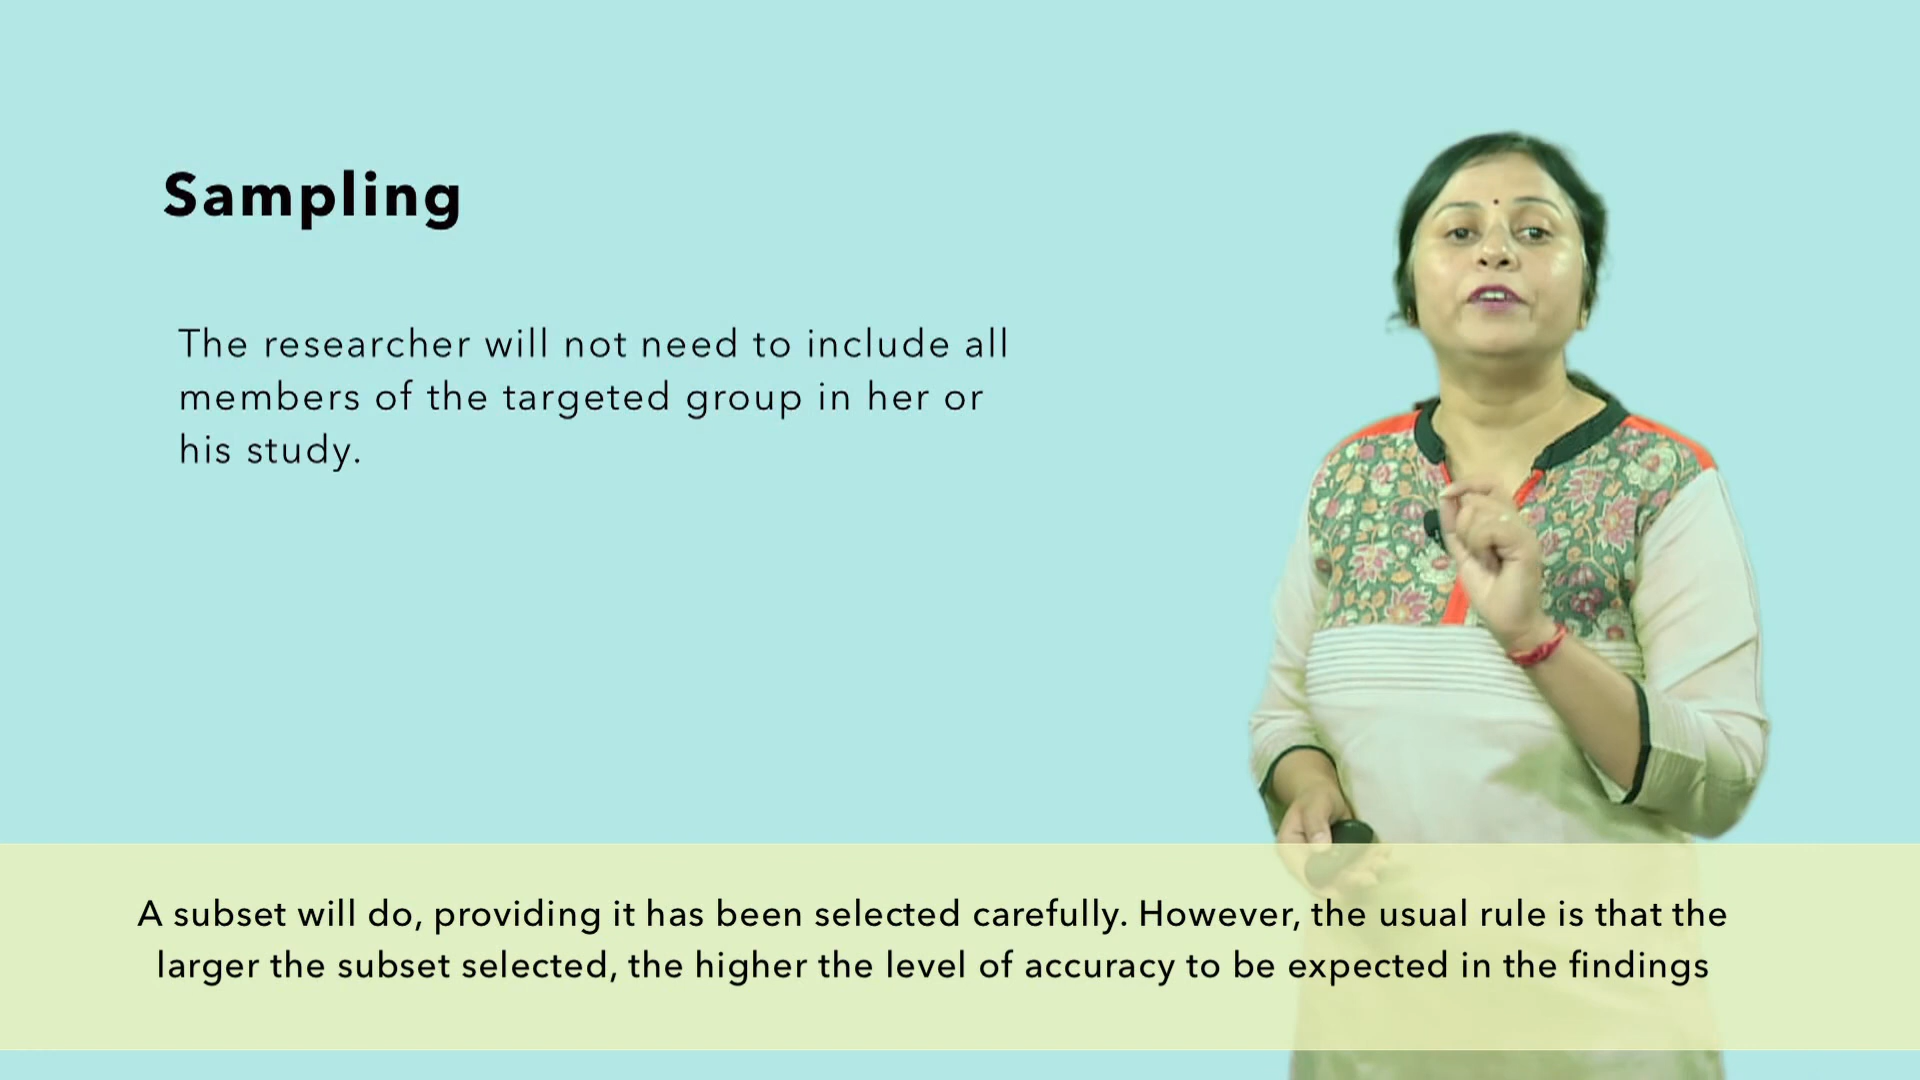 Sampling
The researcher will not need to include all
members of the targeted group in her or
his study.
A subset will do, providing it has been selected carefully. However, the usual rule is that the
larger the subset selected, the higher the level of accuracy to be expected in the findings